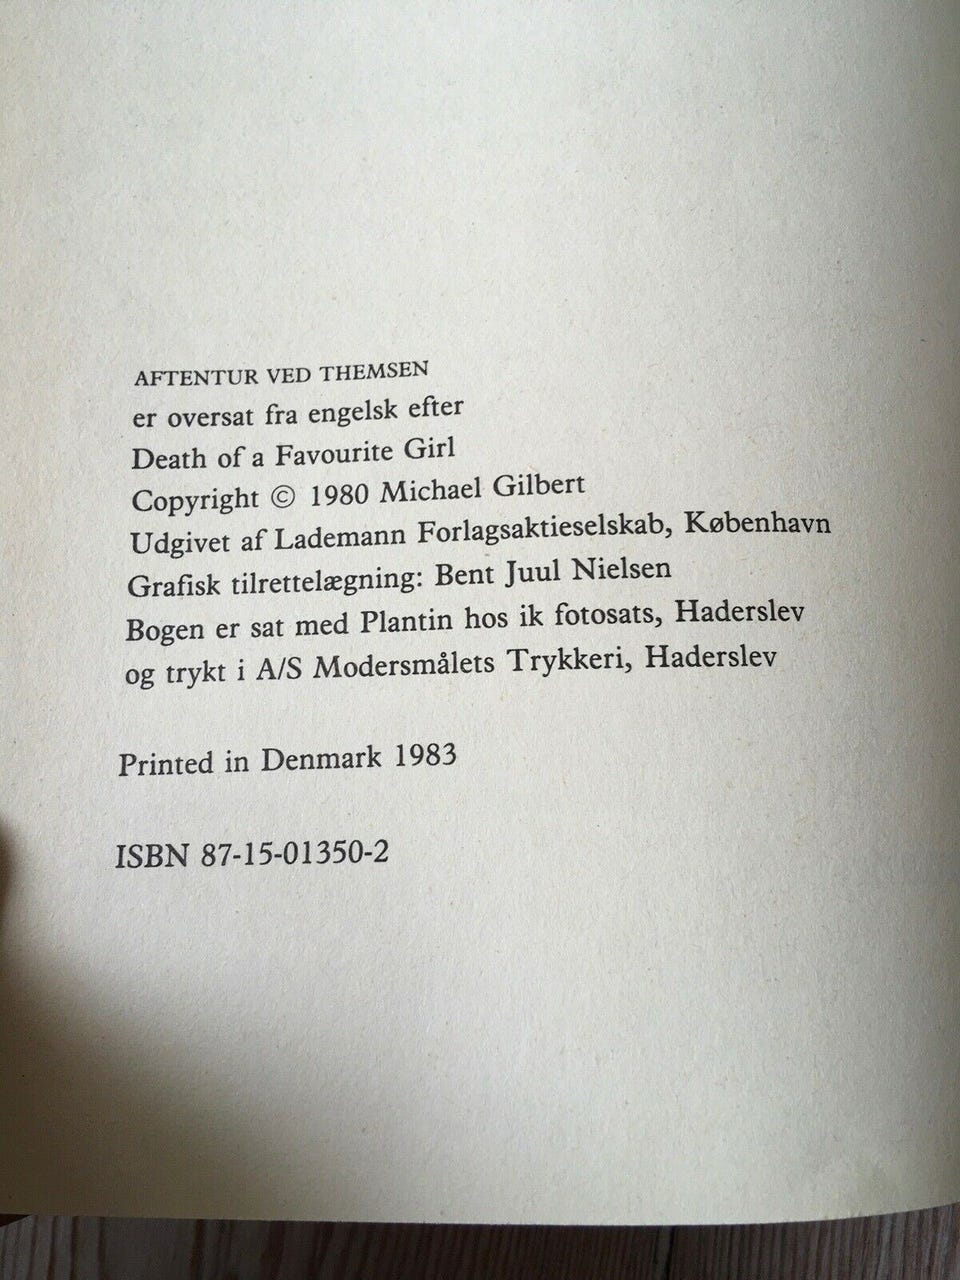 AFTENTUR VED THEMSEN
er oversat fra engelsk efter
Death of a Favourite Girl
Copyright © 1980 Michael Gilbert
Udgivet af Lademann Forlagsaktieselskab, København
Grafisk tilrettelægning: Bent Juul Nielsen
Bogen er sat med Plantin hos ik fotosats, Haderslev
og trykt i A/S Modersmålets Trykkeri, Haderslev
Printed in Denmark 1983
ISBN 87-15-01350-2